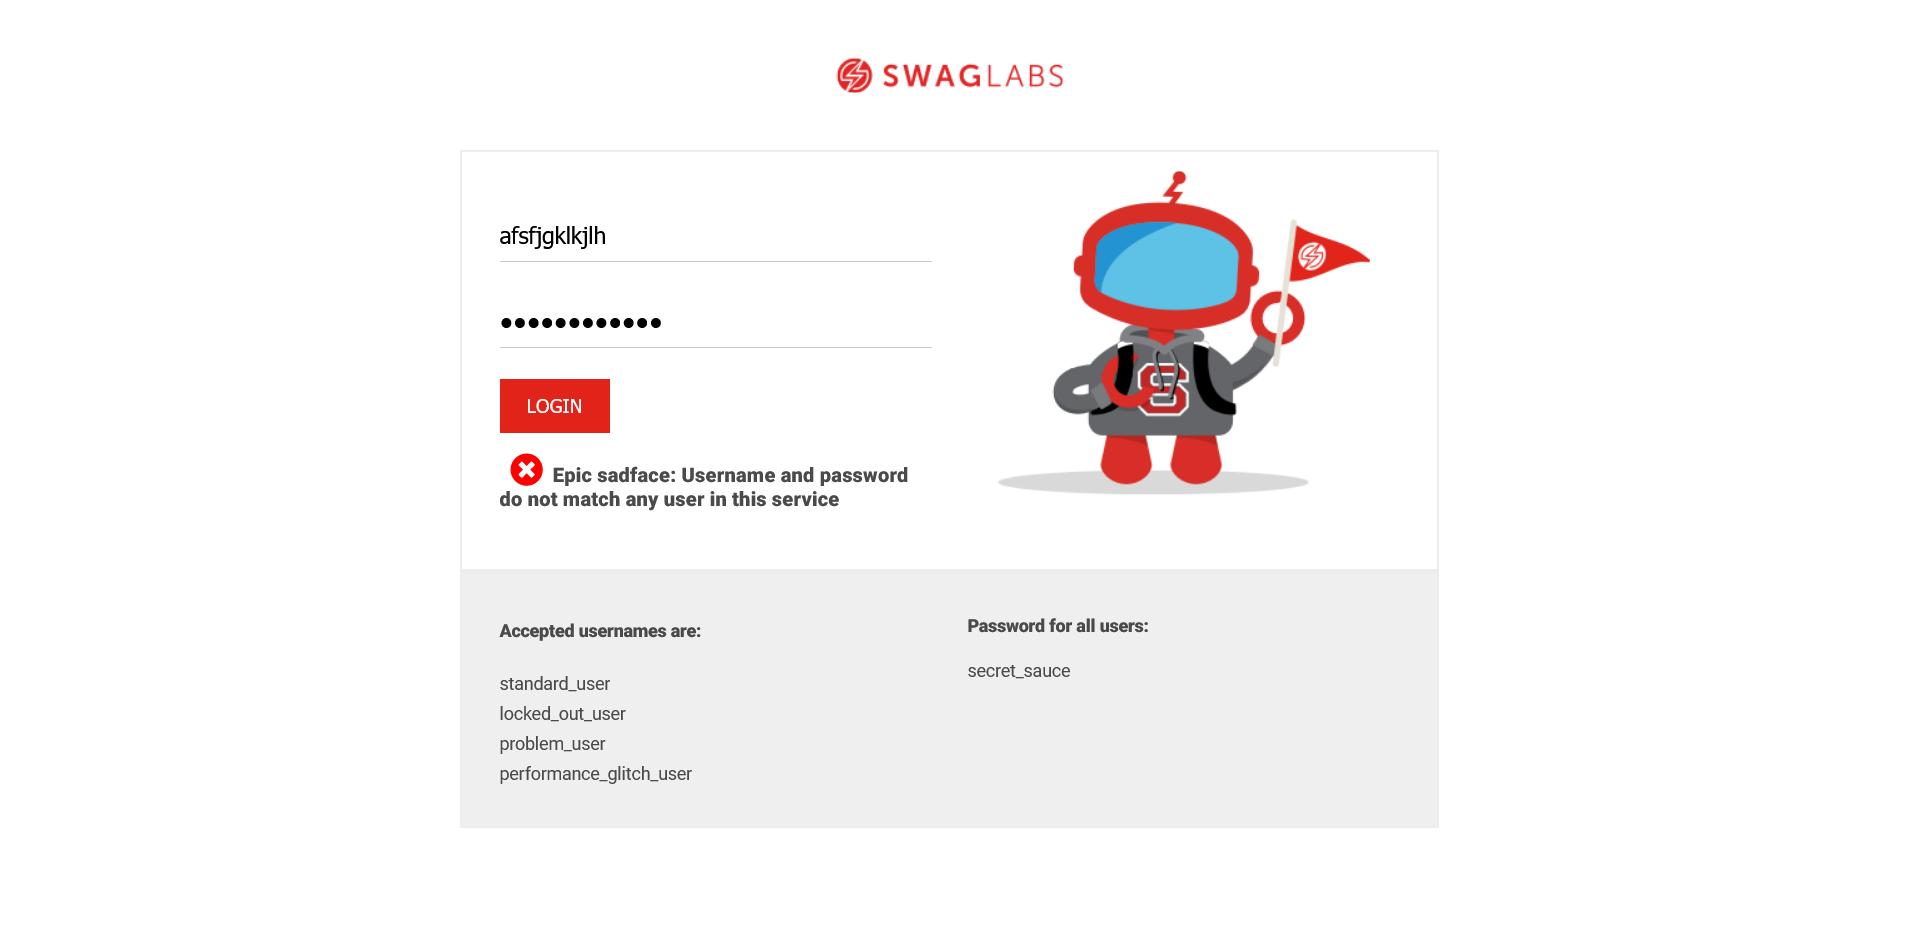 SWAGLABS
afsfjgklkjlh
••••••••••••
LOGIN
Epic sadface: Username and password
do not match any user in this service
S
Accepted usernames are:
standard_user
locked_out_user
problem_user
performance_glitch_user
Password for all users:
secret_sauce